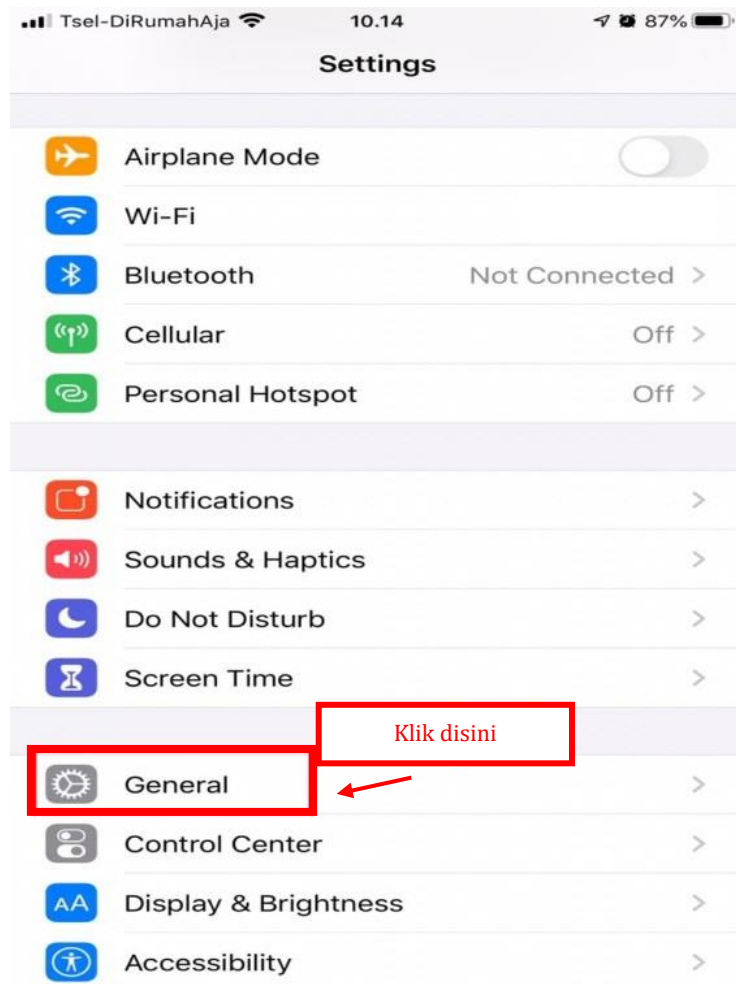 Tsel-DiRumahAja 10.14 87%
Settings
Airplane Mode
Wi-Fi
Bluetooth Not Connected >
Cellular Off >
Personal Hotspot Off >
Notifications >
Sounds & Haptics >
Do Not Disturb >
Screen Time >
Klik disini
General >
Control Center >
AA Display & Brightness >
Accessibility >